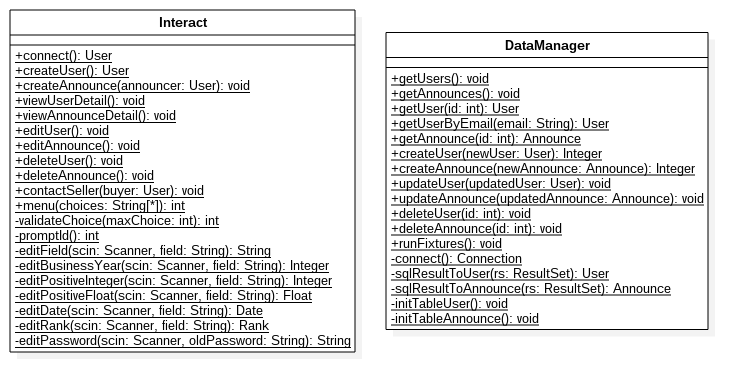 Interact
+connect(): User
+createUser(): User
+createAnnounce(announcer: User): void
+viewUserDetail(): void
+viewAnnounceDetail(): void
+editUser(): void
+editAnnounce(): void
+deleteUser(): void
+deleteAnnounce(): void
+contactSeller(buyer: User): void
+menu(choices: String[*]): int
-validateChoice(maxChoice: int): int
-promptId(): int
-editField(scin: Scanner, field: String): String
-editBusinessYear(scin: Scanner, field: String): Integer
-editPositiveInteger(scin: Scanner, field: String): Integer
-editPositiveFloat(scin: Scanner, field: String): Float
-editDate(scin: Scanner, field: String): Date
-editRank(scin: Scanner, field: String): Rank
-editPassword(scin: Scanner, oldPassword: String): String
DataManager
+getUsers(): void
+getAnnounces(): void
+getUser(id: int): User
+getUserByEmail(email: String): User
+getAnnounce(id: int): Announce
+createUser(newUser: User): Integer
+createAnnounce(newAnnounce: Announce): Integer
+updateUser(updatedUser: User): void
+updateAnnounce(updatedAnnounce: Announce): void
+deleteUser(id: int): void
+deleteAnnounce(id: int): void
+runFixtures(): void
-connect(): Connection
-sqlResultToUser(rs: ResultSet): User
-sqlResultToAnnounce(rs: ResultSet): Announce
-initTableUser(): void
-initTableAnnounce(): void